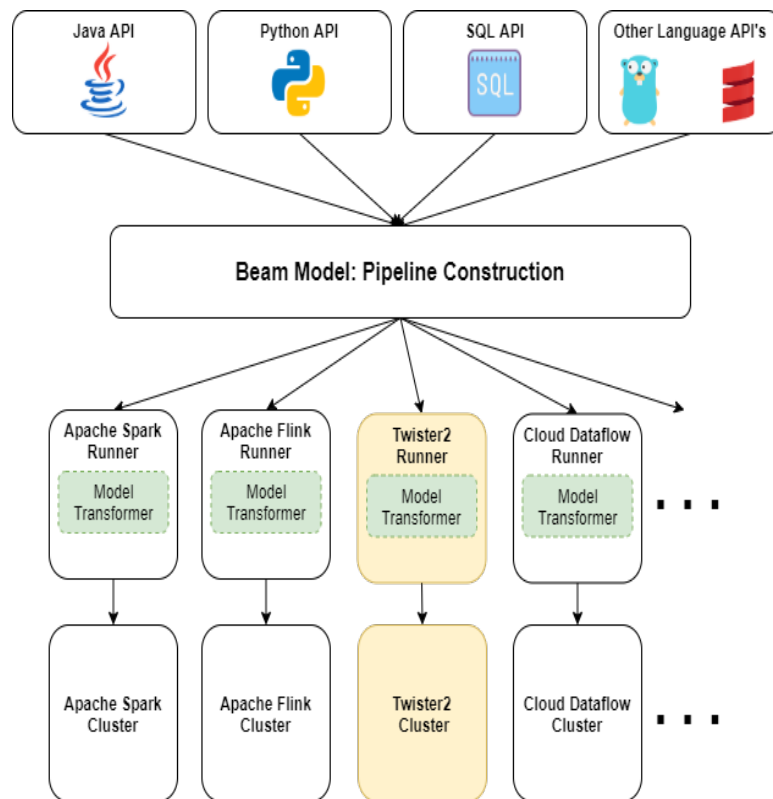 Java API
Python API
SQL API
Other Language API's
SQL
Beam Model: Pipeline Construction
Apache Spark
Runner
Model
Transformer
Apache Flink
Runner
Model
Transformer
Twister2
Runner
Model
Transformer
Cloud Dataflow
Runner
Model
Transformer
. . .
Apache Spark
Cluster
Apache Flink
Cluster
Twister2
Cluster
Cloud Dataflow
Cluster
. . .